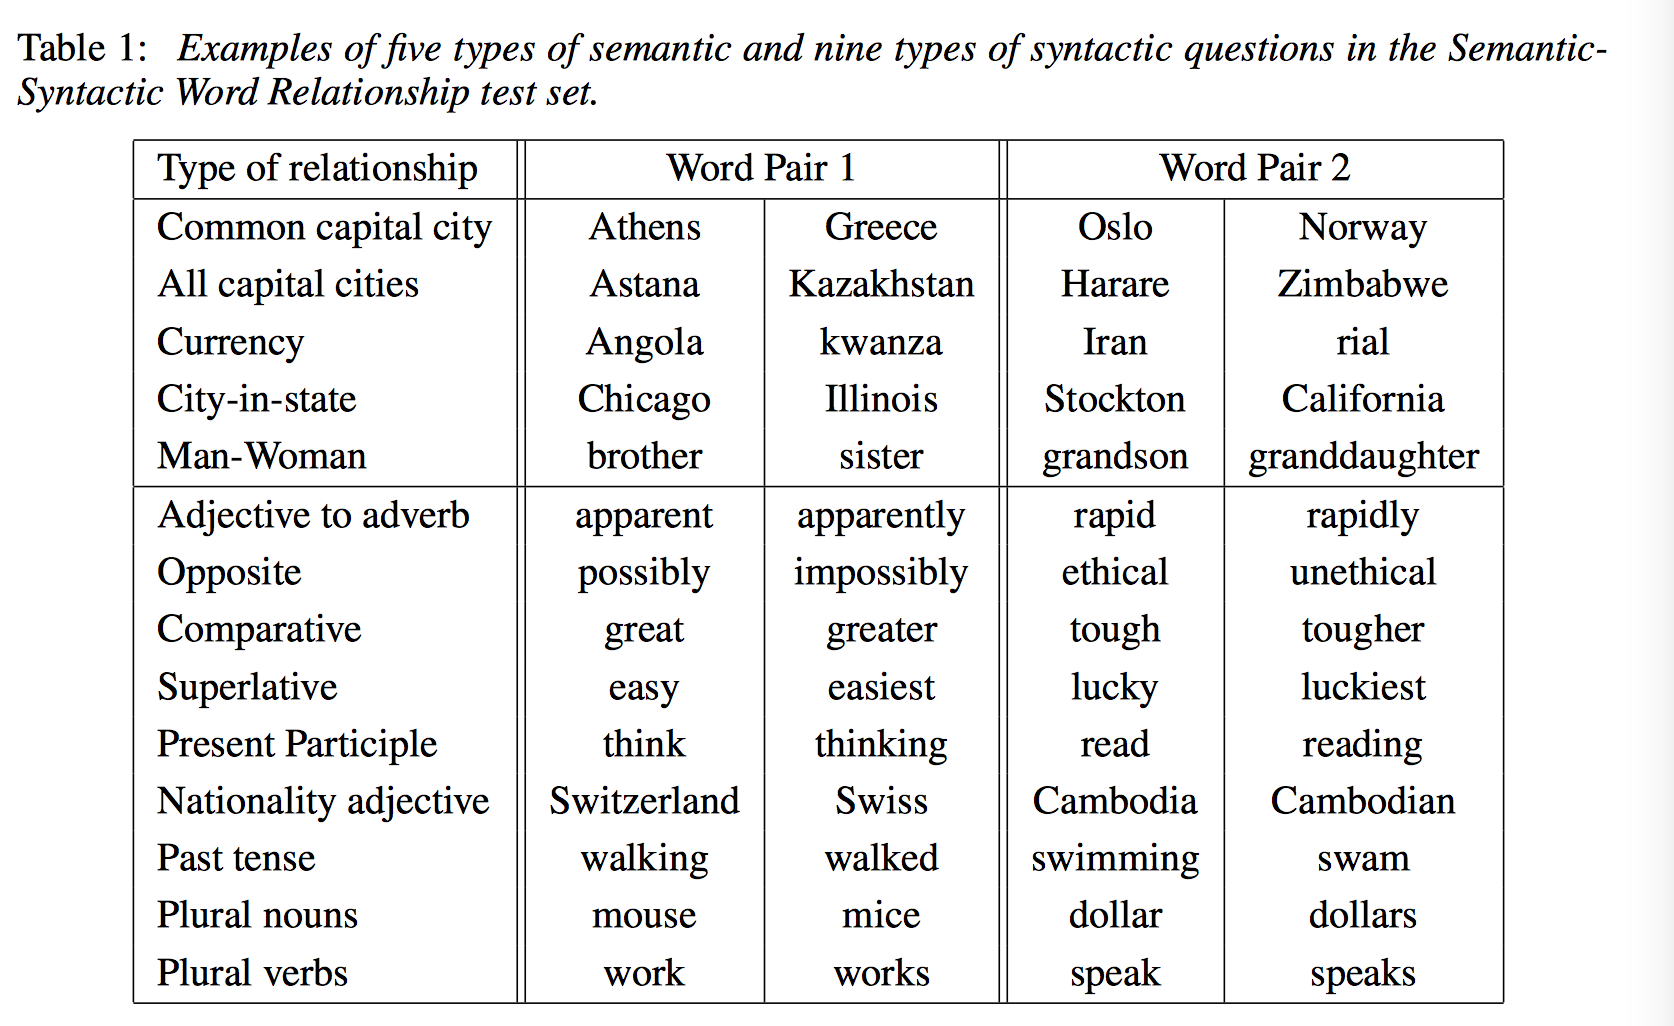 Table 1: Examples of five types of semantic and nine types of syntactic questions in the Semantic-
Syntactic Word Relationship test set.
Type of relationship Word Pair 1 Word Pair 2
Common capital city Athens Greece Oslo Norway
All capital cities Astana Kazakhstan Harare Zimbabwe
Currency Angola kwanza Iran rial
City-in-state Chicago Illinois Stockton California
Man-Woman brother sister grandson granddaughter
Adjective to adverb apparent apparently rapid rapidly
Opposite possibly impossibly ethical unethical
Comparative great greater tough tougher
Superlative easy easiest lucky luckiest
Present Participle think thinking read reading
Nationality adjective Switzerland Swiss Cambodia Cambodian
Past tense walking walked swimming swam
Plural nouns mouse mice dollar dollars
Plural verbs work works speak speaks